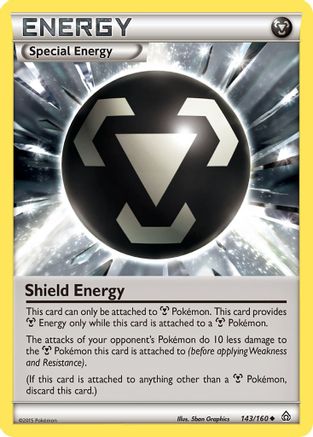 ENERGY
Special Energy
Shield Energy
This card can only be attached to Pokémon. This card provides
Energy only while this card is attached to a Pokémon.
The attacks of your opponent's Pokémon do 10 less damage to
the Pokémon this card is attached to (before applying Weakness
and Resistance).
(If this card is attached to anything other than a Pokémon,
discard this card.)
©2015 Pokémon
Illus. 5ban Graphics
143/160